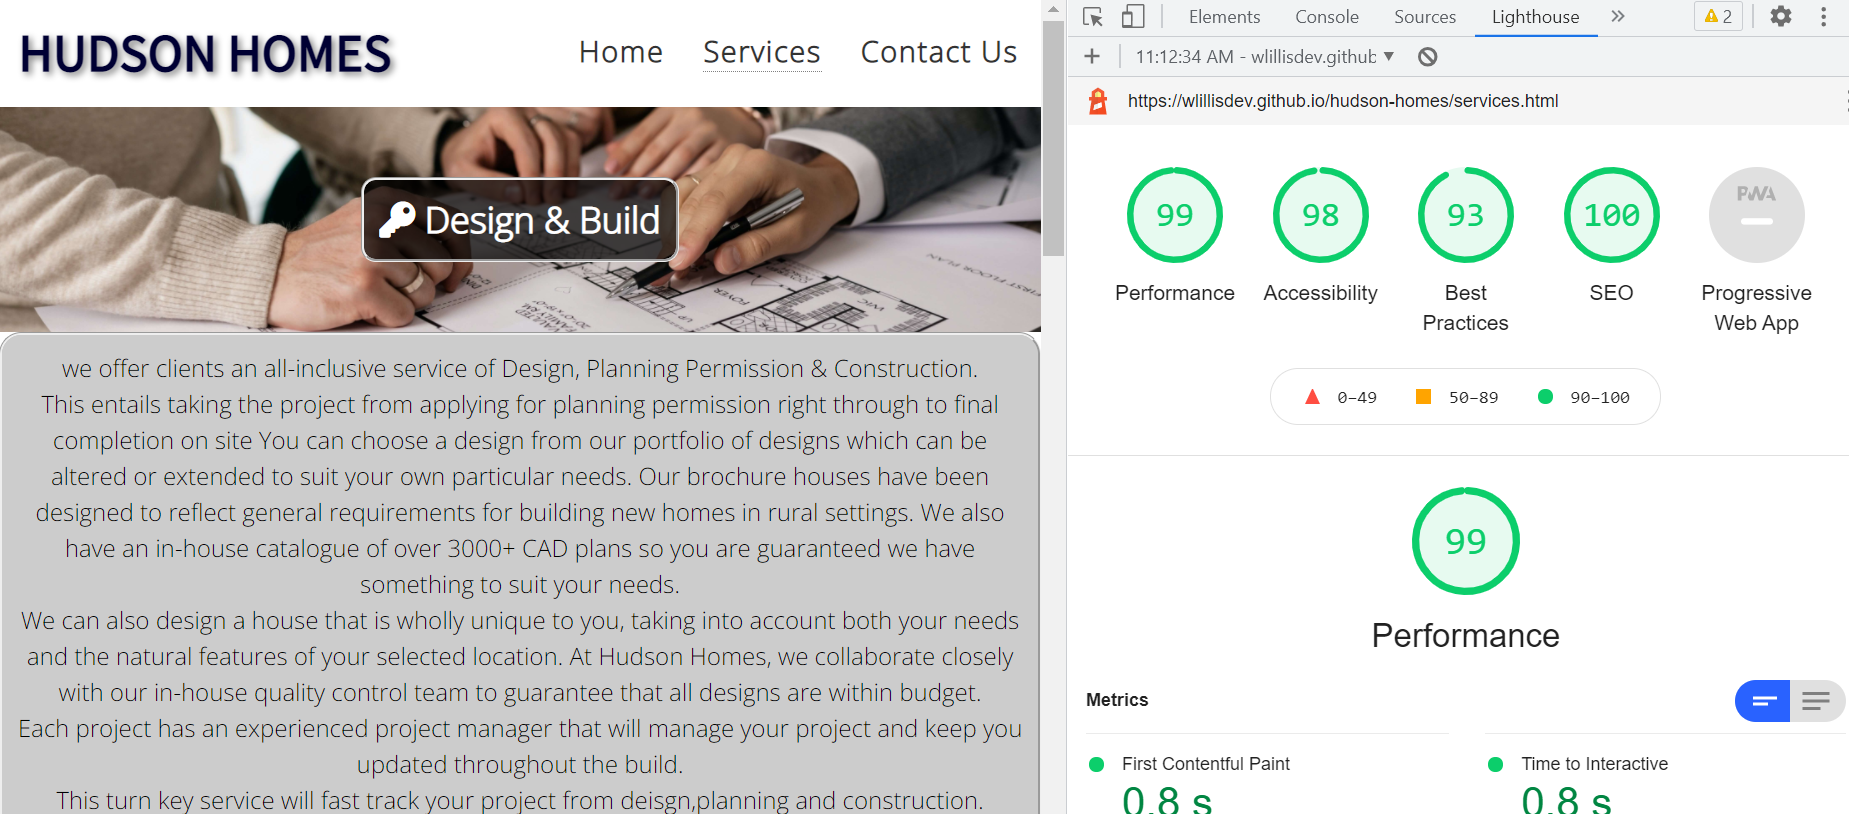 HUDSON HOMES
Home Services Contact Us
Design & Build
FIRST FLOOR PLAN
FOYER
we offer clients an all-inclusive service of Design, Planning Permission & Construction.
This entails taking the project from applying for planning permission right through to final
completion on site You can choose a design from our portfolio of designs which can be
altered or extended to suit your own particular needs. Our brochure houses have been
designed to reflect general requirements for building new homes in rural settings. We also
have an in-house catalogue of over 3000+ CAD plans so you are guaranteed we have
something to suit your needs.
We can also design a house that is wholly unique to you, taking into account both your needs
and the natural features of your selected location. At Hudson Homes, we collaborate closely
with our in-house quality control team to guarantee that all designs are within budget.
Each project has an experienced project manager that will manage your project and keep you
updated throughout the build.
This turn key service will fast track your project from deisgn,planning and construction.
Elements Console Sources Lighthouse 2
11:12:34 AM - wlillisdev.github
https://wlillisdev.github.io/hudson-homes/services.html
99 98 93 100 PWA
Performance Accessibility Best Practices SEO Progressive Web App
0–49 50–89 90–100
99
Performance
Metrics
First Contentful Paint
0.8 s
Time to Interactive
0.8 s